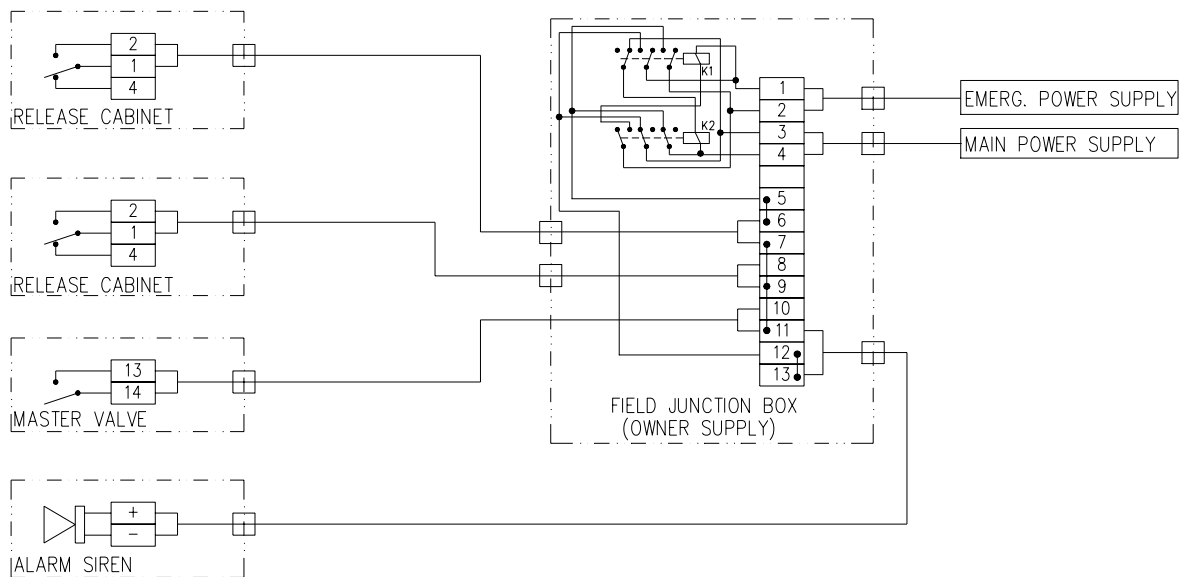 2
1
4
RELEASE CABINET
2
1
4
RELEASE CABINET
13
14
MASTER VALVE
+
−
ALARM SIREN
K1
K2
1
2
3
4
5
6
7
8
9
10
11
12
13
FIELD JUNCTION BOX
(OWNER SUPPLY)
EMERG. POWER SUPPLY
MAIN POWER SUPPLY